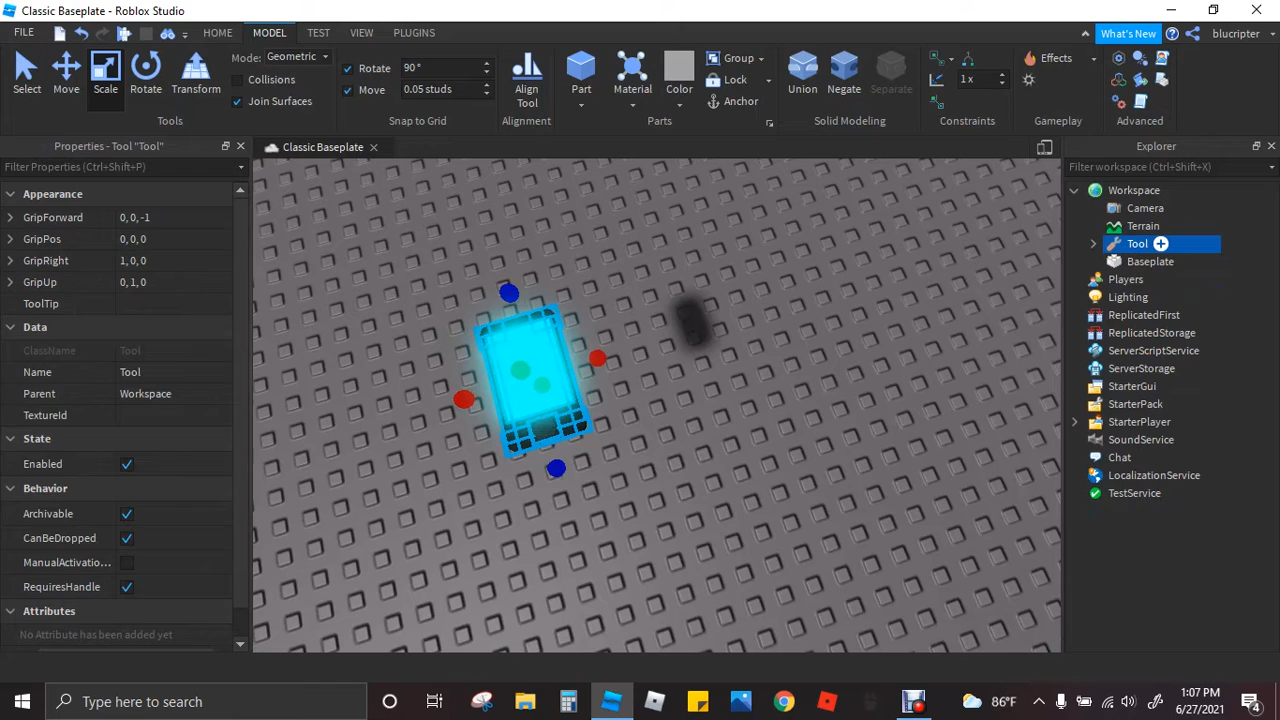 Classic Baseplate - Roblox Studio
FILE HOME MODEL TEST VIEW PLUGINS What's New blucripter
Select Move Scale Rotate Transform
Mode: Geometric
Collisions
Join Surfaces
Tools
Rotate 90°
Move 0.05 studs
Snap to Grid
Align Tool
Alignment
Part Material Color
Group
Lock
Anchor
Parts
Union Negate Separate
Solid Modeling
1 x
Constraints
Effects
Gameplay
Advanced
Properties - Tool "Tool"
Filter Properties (Ctrl+Shift+P)
Appearance
GripForward 0,0,-1
GripPos 0,0,0
GripRight 1,0,0
GripUp 0,1,0
ToolTip
Data
ClassName Tool
Name Tool
Parent Workspace
TextureId
State
Enabled
Behavior
Archivable
CanBeDropped
ManualActivatio...
RequiresHandle
Attributes
No Attribute has been added yet
Classic Baseplate
Explorer
Filter workspace (Ctrl+Shift+X)
Workspace
Camera
Terrain
Tool
Baseplate
Players
Lighting
ReplicatedFirst
ReplicatedStorage
ServerScriptService
ServerStorage
StarterGui
StarterPack
StarterPlayer
SoundService
Chat
LocalizationService
TestService
Type here to search
86°F
1:07 PM
6/27/2021
4